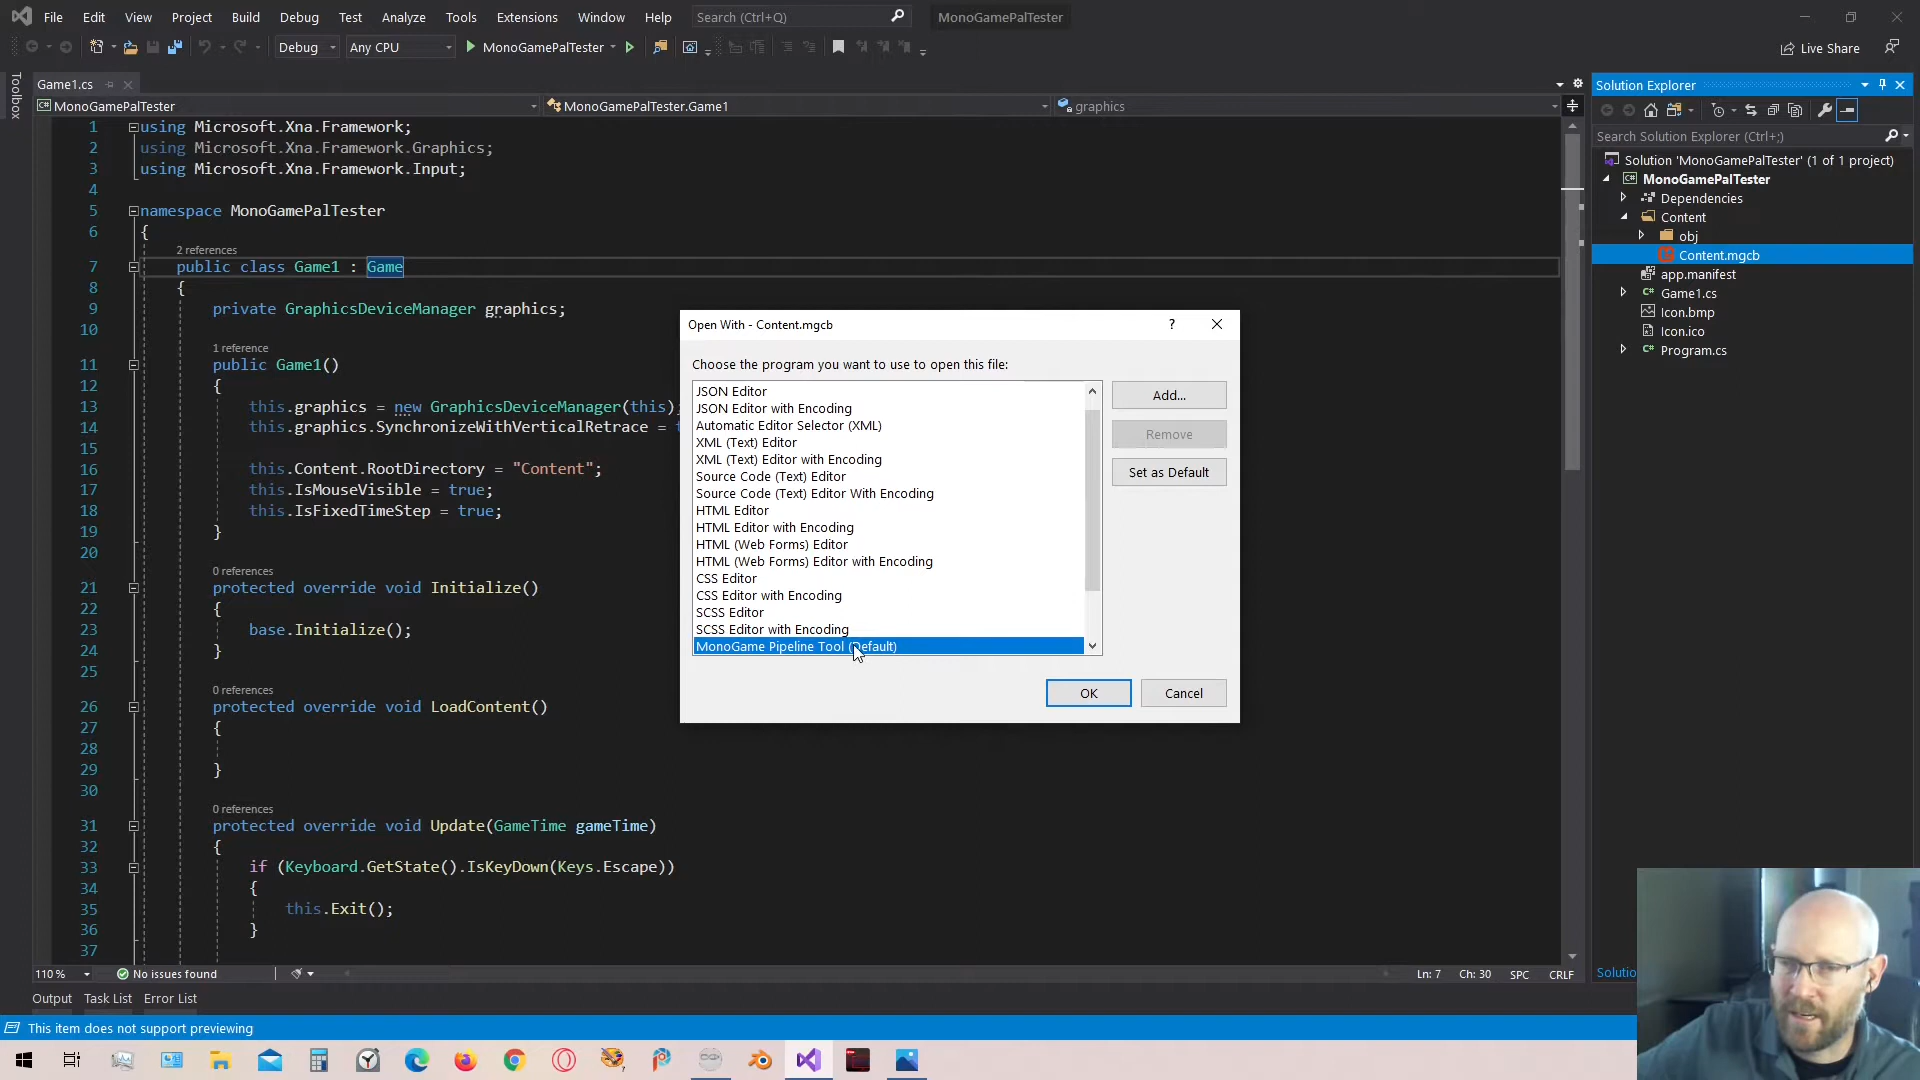 File Edit View Project Build Debug Test Analyze Tools Extensions Window Help Search (Ctrl+Q) MonoGamePalTester
Debug Any CPU MonoGamePalTester Live Share
Toolbox
Game1.cs
MonoGamePalTester MonoGamePalTester.Game1 graphics
1 using Microsoft.Xna.Framework;
2 using Microsoft.Xna.Framework.Graphics;
3 using Microsoft.Xna.Framework.Input;
4
5 namespace MonoGamePalTester
6 {
2 references
7 public class Game1 : Game
8 {
9 private GraphicsDeviceManager graphics;
10
1 reference
11 public Game1()
12 {
13 this.graphics = new GraphicsDeviceManager(this);
14 this.graphics.SynchronizeWithVerticalRetrace =
15
16 this.Content.RootDirectory = "Content";
17 this.IsMouseVisible = true;
18 this.IsFixedTimeStep = true;
19 }
20
0 references
21 protected override void Initialize()
22 {
23 base.Initialize();
24 }
25
0 references
26 protected override void LoadContent()
27 {
28
29 }
30
0 references
31 protected override void Update(GameTime gameTime)
32 {
33 if (Keyboard.GetState().IsKeyDown(Keys.Escape))
34 {
35 this.Exit();
36 }
37
110 % No issues found Ln: 7 Ch: 30 SPC CRLF
Output Task List Error List
This item does not support previewing
Open With - Content.mgcb ?
Choose the program you want to use to open this file:
JSON Editor
JSON Editor with Encoding
Automatic Editor Selector (XML)
XML (Text) Editor
XML (Text) Editor with Encoding
Source Code (Text) Editor
Source Code (Text) Editor With Encoding
HTML Editor
HTML Editor with Encoding
HTML (Web Forms) Editor
HTML (Web Forms) Editor with Encoding
CSS Editor
CSS Editor with Encoding
SCSS Editor
SCSS Editor with Encoding
MonoGame Pipeline Tool (Default)
Add...
Remove
Set as Default
OK Cancel
Solution Explorer
Search Solution Explorer (Ctrl+;)
Solution 'MonoGamePalTester' (1 of 1 project)
C# MonoGamePalTester
Dependencies
Content
obj
Content.mgcb
app.manifest
C# Game1.cs
Icon.bmp
Icon.ico
C# Program.cs